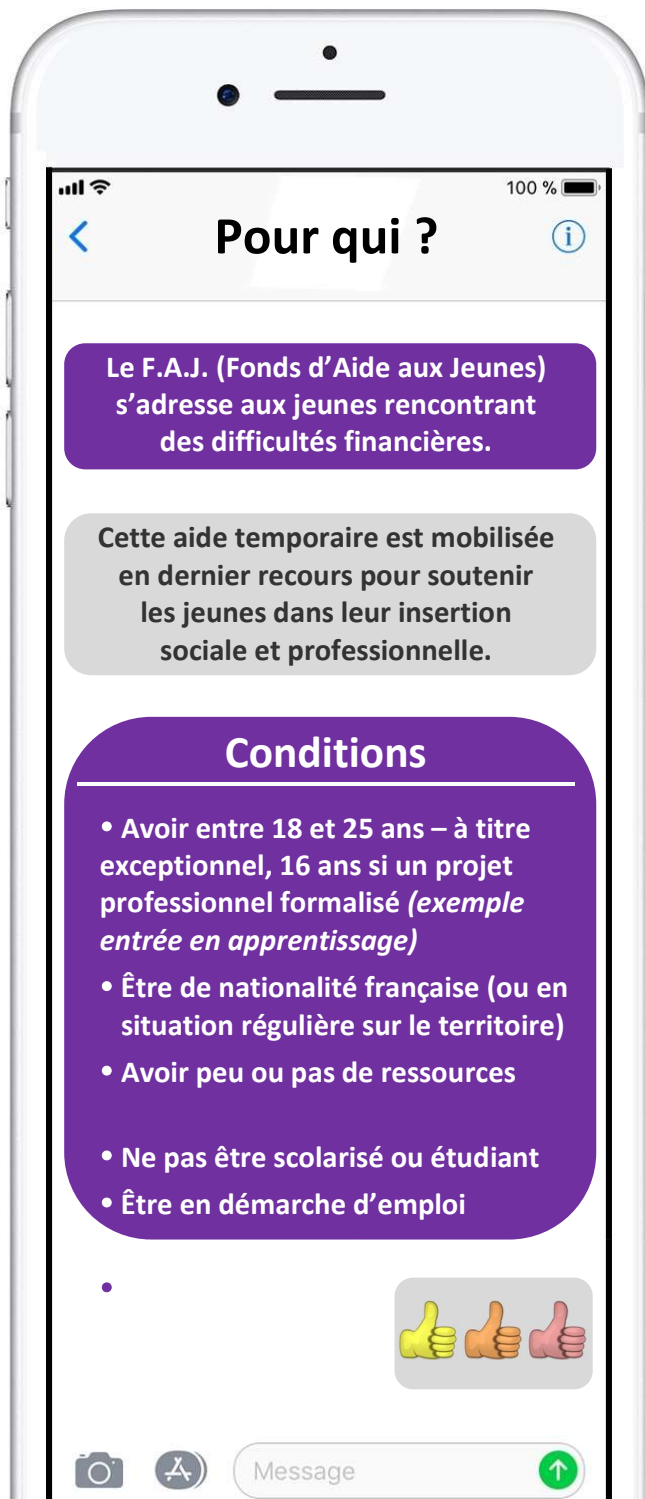 100 %
Pour qui ?
Le F.A.J. (Fonds d’Aide aux Jeunes)
s’adresse aux jeunes rencontrant
des difficultés financières.
Cette aide temporaire est mobilisée
en dernier recours pour soutenir
les jeunes dans leur insertion
sociale et professionnelle.
Conditions
• Avoir entre 18 et 25 ans – à titre
exceptionnel, 16 ans si un projet
professionnel formalisé (exemple
entrée en apprentissage)
• Être de nationalité française (ou en
situation régulière sur le territoire)
• Avoir peu ou pas de ressources
• Ne pas être scolarisé ou étudiant
• Être en démarche d’emploi
•
Message